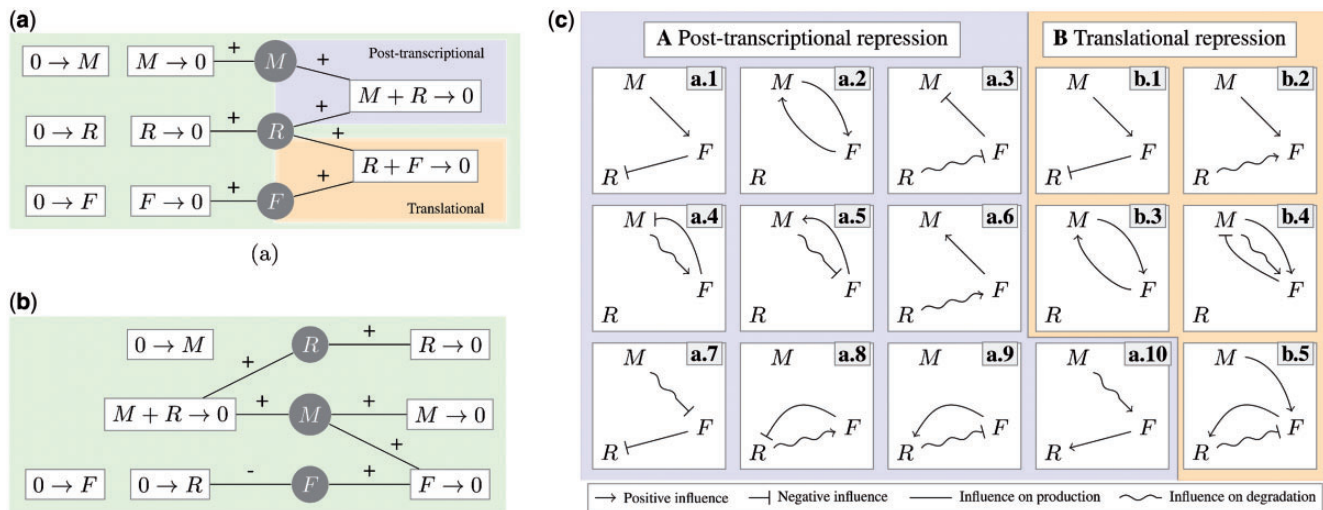 (a)
Post-transcriptional
0 → M M → 0 + M +
M + R → 0
+
0 → R R → 0 + R +
R + F → 0
+
0 → F F → 0 + F
Translational
(a)
(b)
0 → M R + R → 0
+
M + R → 0 + M + M → 0
+
0 → F 0 → R - F + F → 0
(c)
A Post-transcriptional repression B Translational repression
M a.1 M a.2 M a.3 M b.1 M b.2
F F F F F
R R R R R
M a.4 M a.5 M a.6 M b.3 M b.4
F F F F F
R R R R R
M a.7 M a.8 M a.9 M a.10 M b.5
F F F F F
R R R R R
Positive influence Negative influence Influence on production Influence on degradation